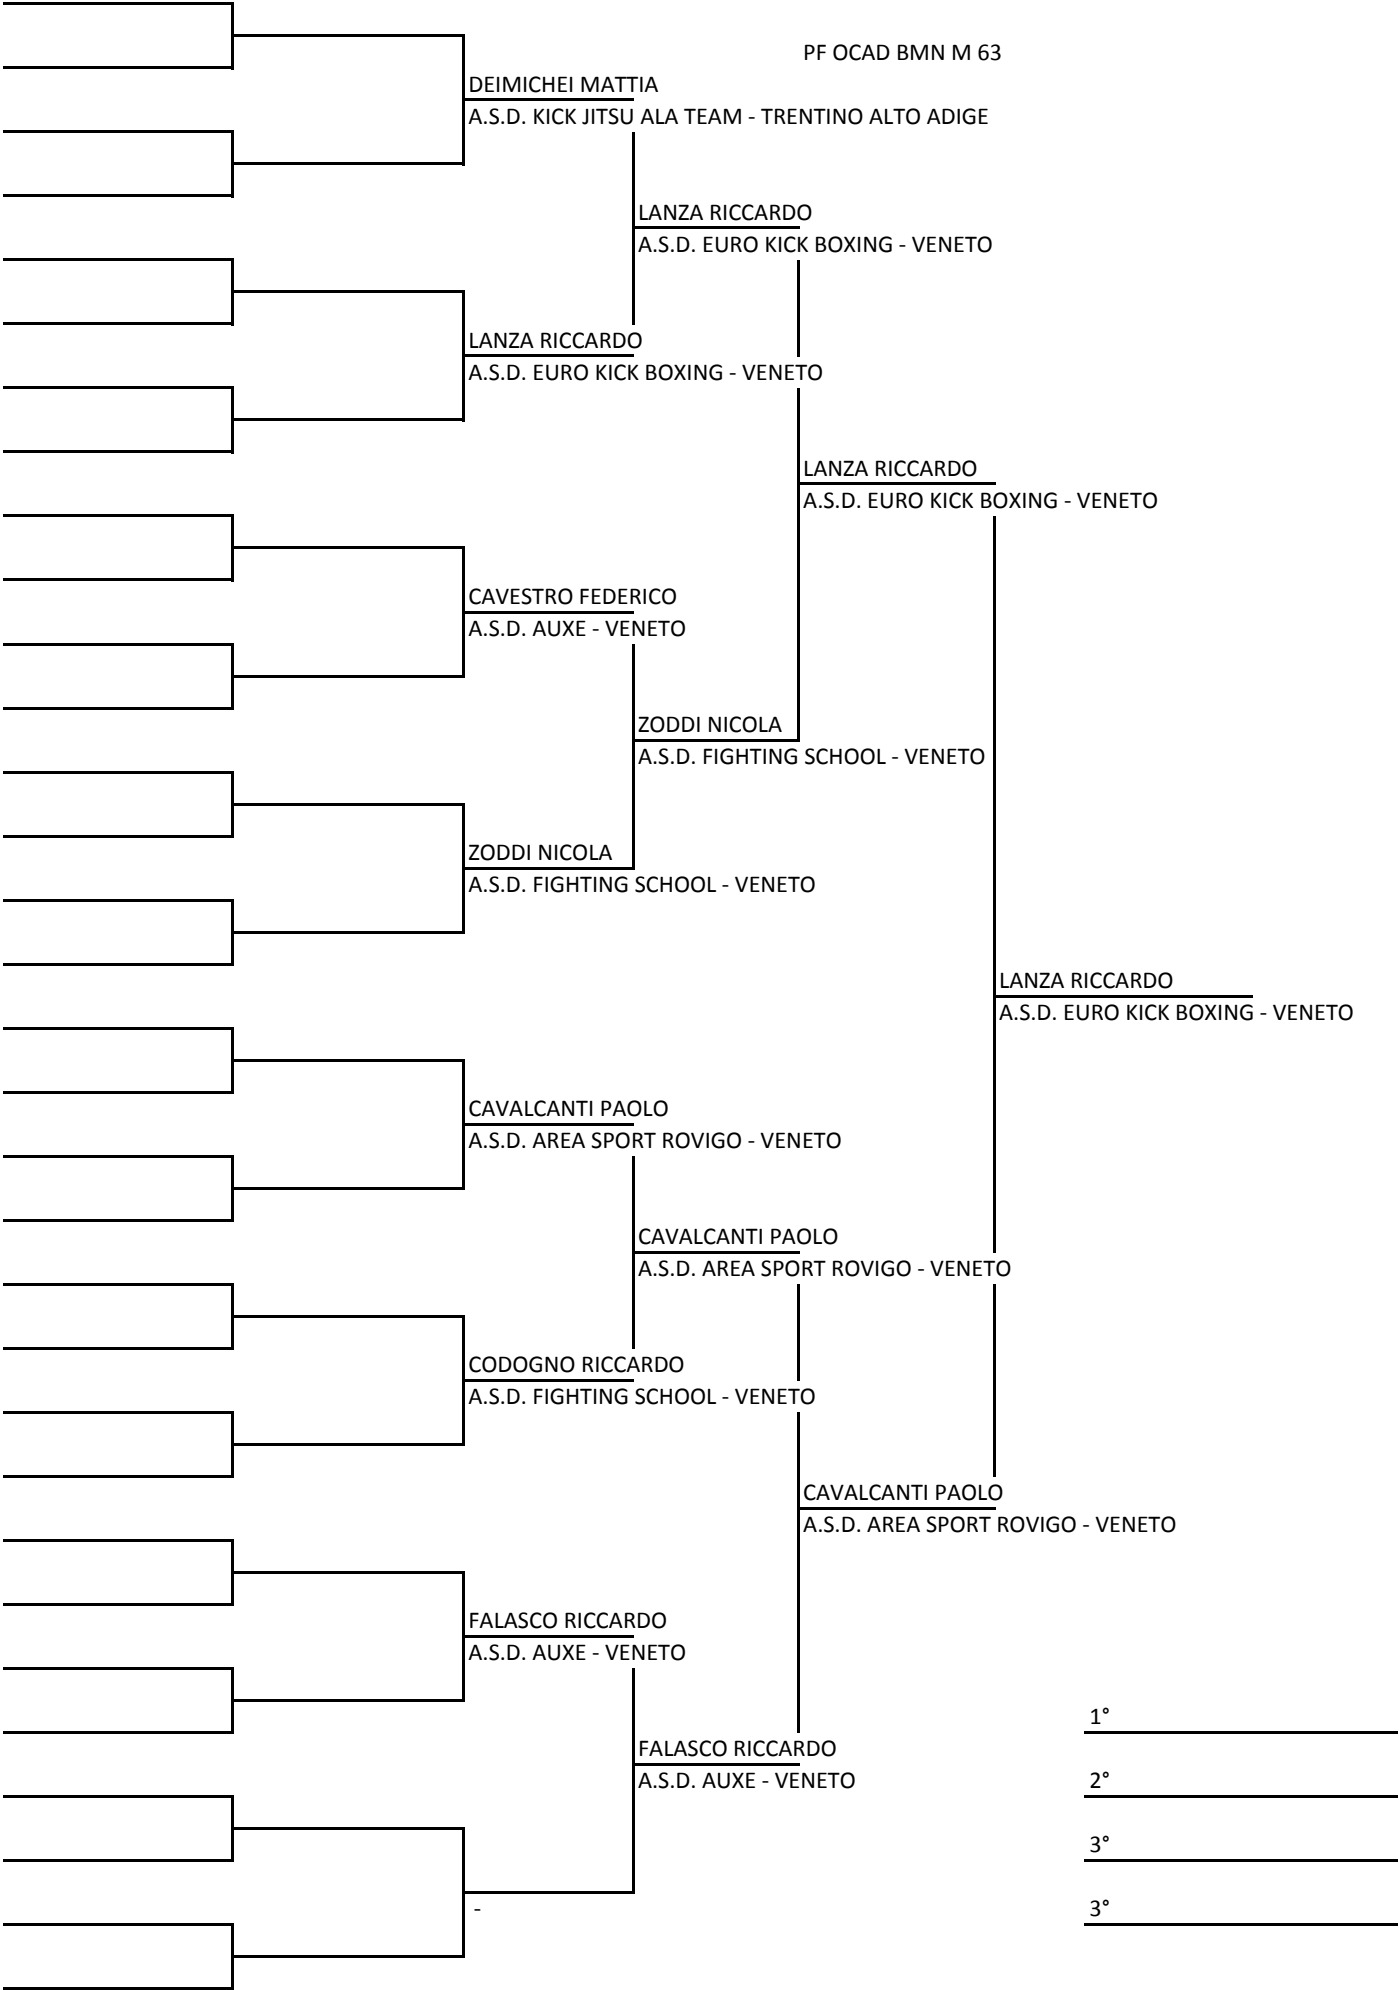 PF OCAD BMN M 63
DEIMICHEI MATTIA
A.S.D. KICK JITSU ALA TEAM - TRENTINO ALTO ADIGE
LANZA RICCARDO
A.S.D. EURO KICK BOXING - VENETO
LANZA RICCARDO
A.S.D. EURO KICK BOXING - VENETO
LANZA RICCARDO
A.S.D. EURO KICK BOXING - VENETO
CAVESTRO FEDERICO
A.S.D. AUXE - VENETO
ZODDI NICOLA
A.S.D. FIGHTING SCHOOL - VENETO
ZODDI NICOLA
A.S.D. FIGHTING SCHOOL - VENETO
LANZA RICCARDO
A.S.D. EURO KICK BOXING - VENETO
CAVALCANTI PAOLO
A.S.D. AREA SPORT ROVIGO - VENETO
CAVALCANTI PAOLO
A.S.D. AREA SPORT ROVIGO - VENETO
CODOGNO RICCARDO
A.S.D. FIGHTING SCHOOL - VENETO
CAVALCANTI PAOLO
A.S.D. AREA SPORT ROVIGO - VENETO
FALASCO RICCARDO
A.S.D. AUXE - VENETO
1°
FALASCO RICCARDO
A.S.D. AUXE - VENETO
2°
3°
-
3°